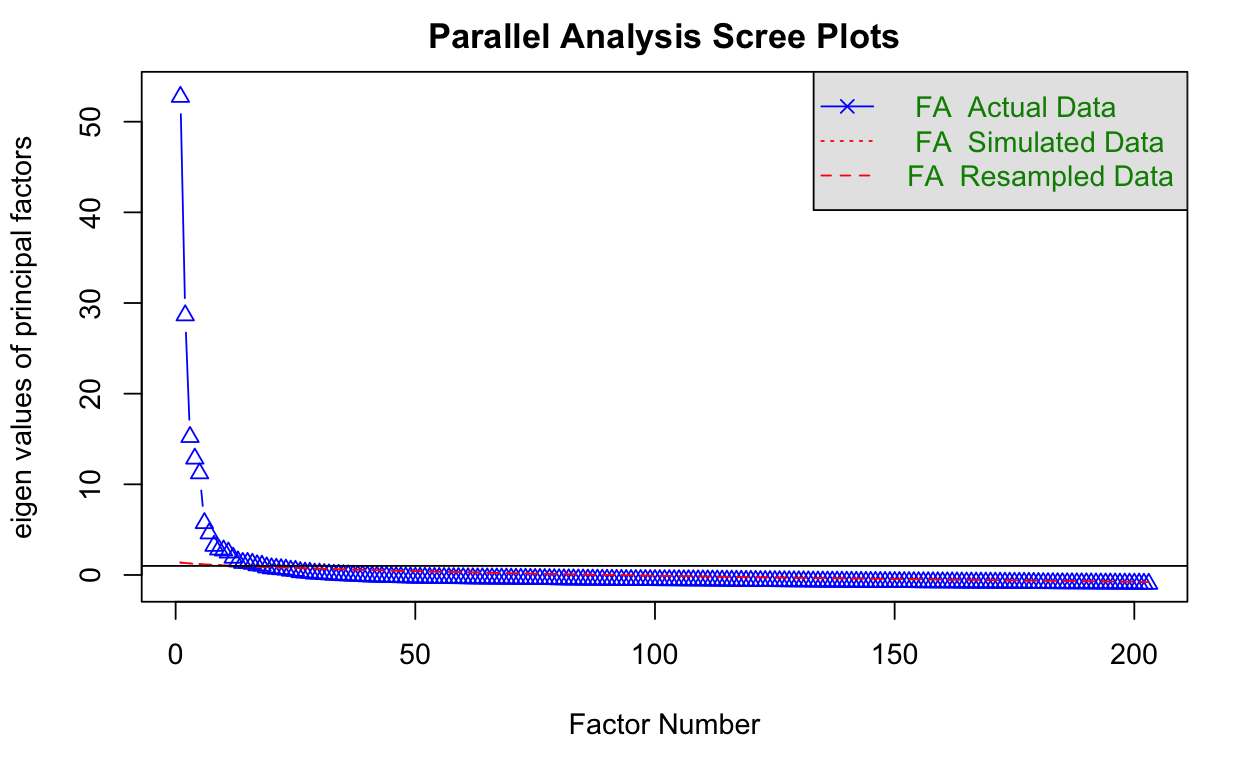 Parallel Analysis Scree Plots
FA Actual Data
FA Simulated Data
FA Resampled Data
eigen values of principal factors
50
40
30
20
10
0
0 50 100 150 200
Factor Number